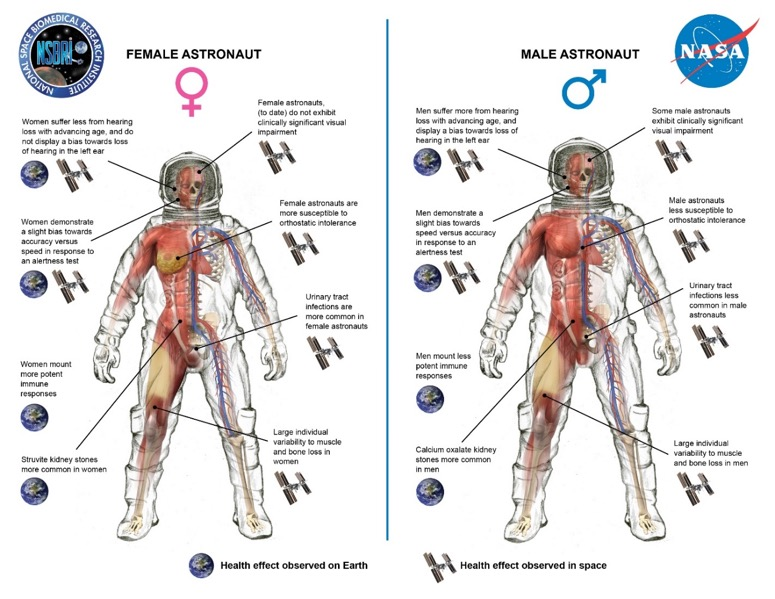 NATIONAL SPACE BIOMEDICAL RESEARCH INSTITUTE
NSBRI
FEMALE ASTRONAUT
Women suffer less from hearing
loss with advancing age, and do
not display a bias towards loss
of hearing in the left ear
Female astronauts,
(to date) do not exhibit
clinically significant visual
impairment
Women demonstrate
a slight bias towards
accuracy versus
speed in response to
an alertness test
Female astronauts are
more susceptible to
orthostatic intolerance
Urinary tract
infections are
more common in
female astronauts
Women mount
more potent
immune
responses
Struvite kidney stones
more common in women
Large individual
variability to muscle
and bone loss in
women
MALE ASTRONAUT
NASA
Men suffer more from hearing
loss with advancing age, and
display a bias towards loss of
hearing in the left ear
Some male astronauts
exhibit clinically significant
visual impairment
Men demonstrate a
slight bias towards
speed versus accuracy
in response to an
alertness test
Male astronauts
less susceptible to
orthostatic intolerance
Urinary tract
infections less
common in male
astronauts
Men mount less
potent immune
responses
Calcium oxalate kidney
stones more common
in men
Large individual
variability to muscle
and bone loss in men
Health effect observed on Earth
Health effect observed in space